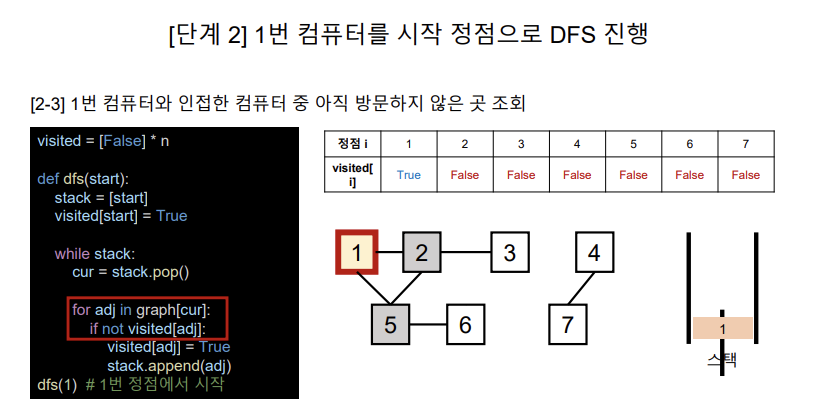 [단계 2] 1번 컴퓨터를 시작 정점으로 DFS 진행
[2-3] 1번 컴퓨터와 인접한 컴퓨터 중 아직 방문하지 않은 곳 조회
visited = [False] * n
def dfs(start):
stack = [start]
visited[start] = True
while stack:
cur = stack.pop()
for adj in graph[cur]:
if not visited[adj]:
visited[adj] = True
stack.append(adj)
dfs(1) # 1번 정점에서 시작
정점 i 1 2 3 4 5 6 7
visited[
i] True False False False False False False
1 2 3 4
5 6 7
1
스택